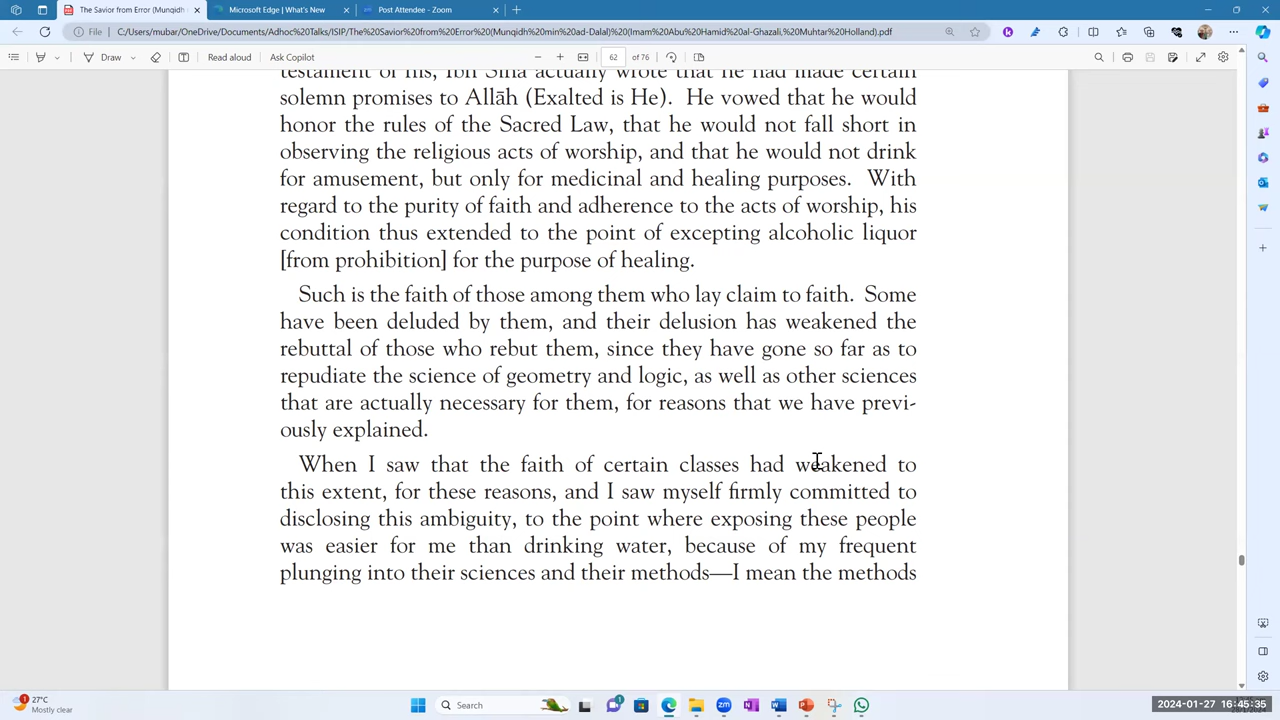 The Savior from Error (Munqidh
Microsoft Edge | What's New
Post Attendee - Zoom
File
C:/Users/mubar/OneDrive/Documents/Adhoc%20Talks/ISIP/The%20Savior%20from%20Error%20(Munqidh%20min%20ad-Dalal)%20(Imam%20Abu%20Hamid%20al-Ghazali,%20Muhtar%20Holland).pdf
Draw
Read aloud
Ask Copilot
62 of 76
testament of his, Ibn Sīnā actually wrote that he had made certain
solemn promises to Allāh (Exalted is He). He vowed that he would
honor the rules of the Sacred Law, that he would not fall short in
observing the religious acts of worship, and that he would not drink
for amusement, but only for medicinal and healing purposes. With
regard to the purity of faith and adherence to the acts of worship, his
condition thus extended to the point of excepting alcoholic liquor
[from prohibition] for the purpose of healing.
Such is the faith of those among them who lay claim to faith. Some
have been deluded by them, and their delusion has weakened the
rebuttal of those who rebut them, since they have gone so far as to
repudiate the science of geometry and logic, as well as other sciences
that are actually necessary for them, for reasons that we have previ-
ously explained.
When I saw that the faith of certain classes had weakened to
this extent, for these reasons, and I saw myself firmly committed to
disclosing this ambiguity, to the point where exposing these people
was easier for me than drinking water, because of my frequent
plunging into their sciences and their methods—I mean the methods
27°C
Mostly clear
Search
2024-01-27 16:45:35